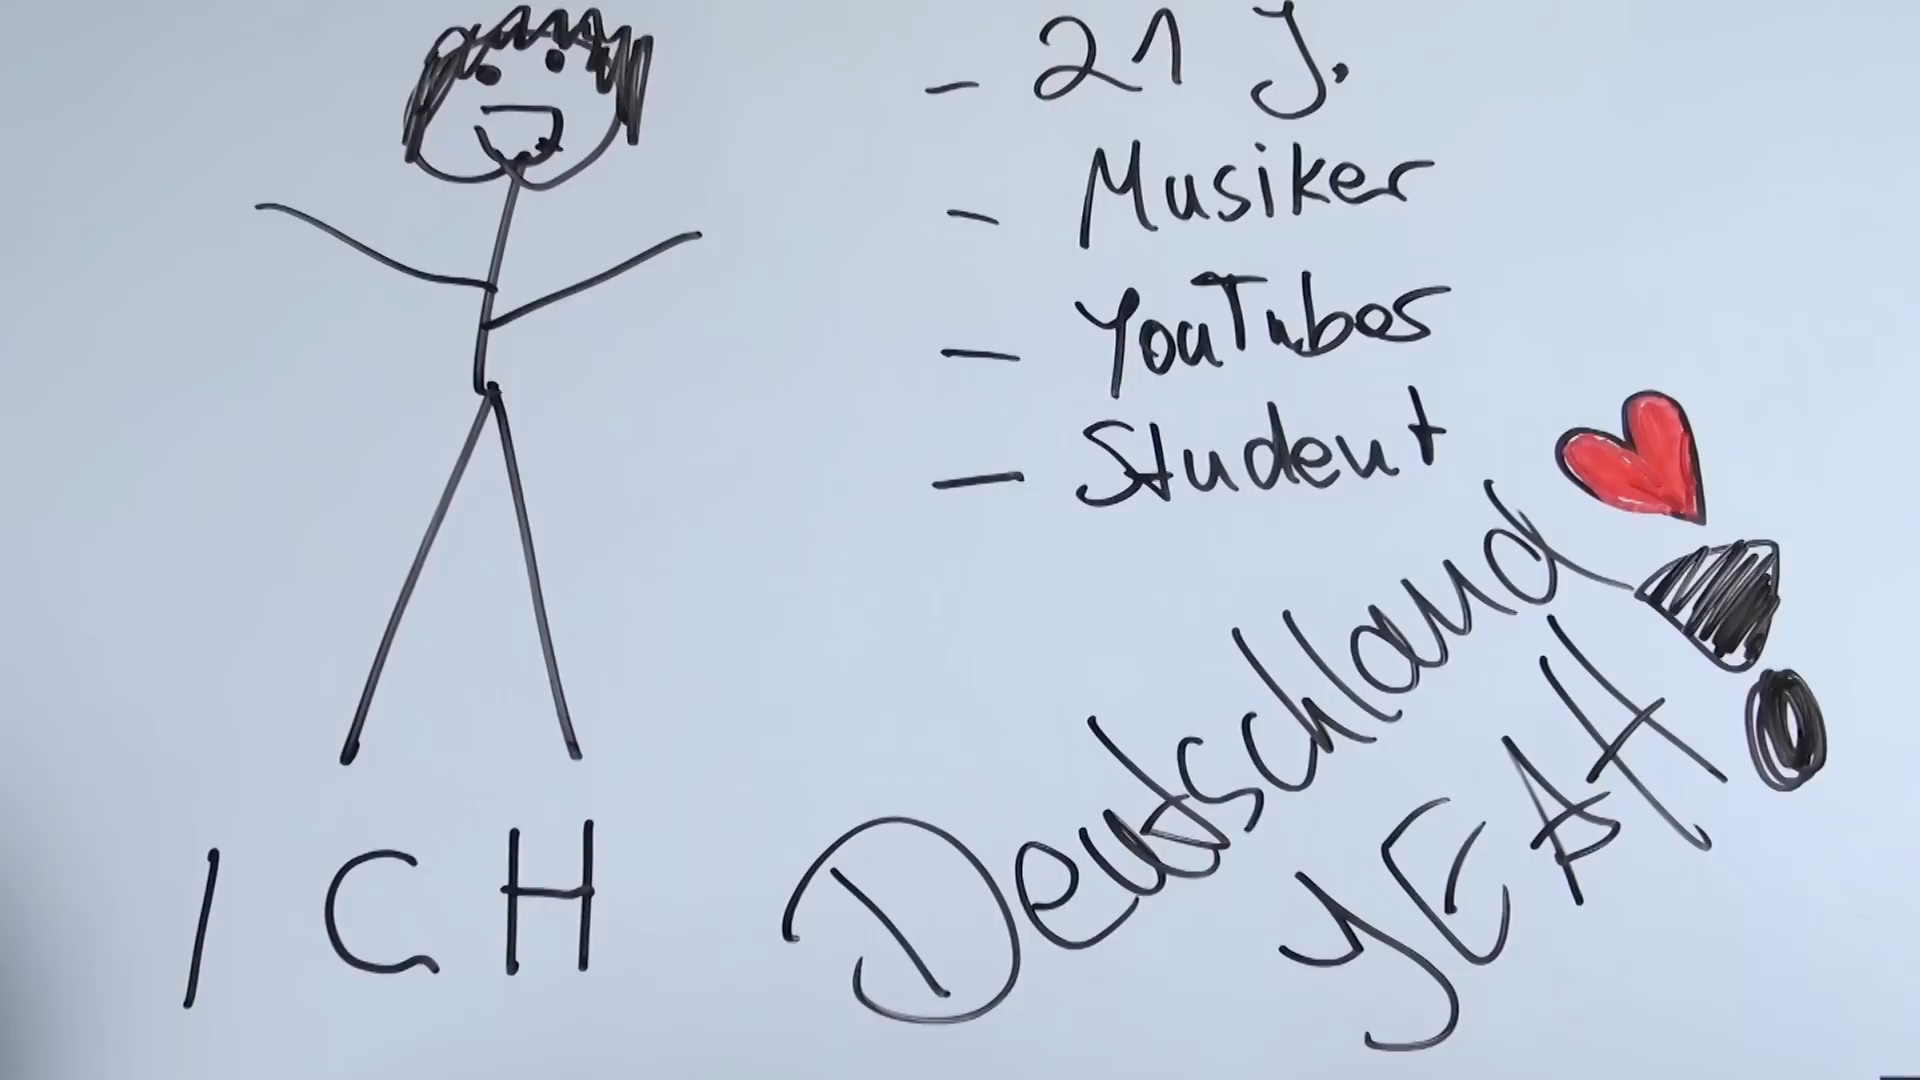 - 21 J.
- Musiker
- YouTuber
- Student
ICH
Deutschland
YEAH!